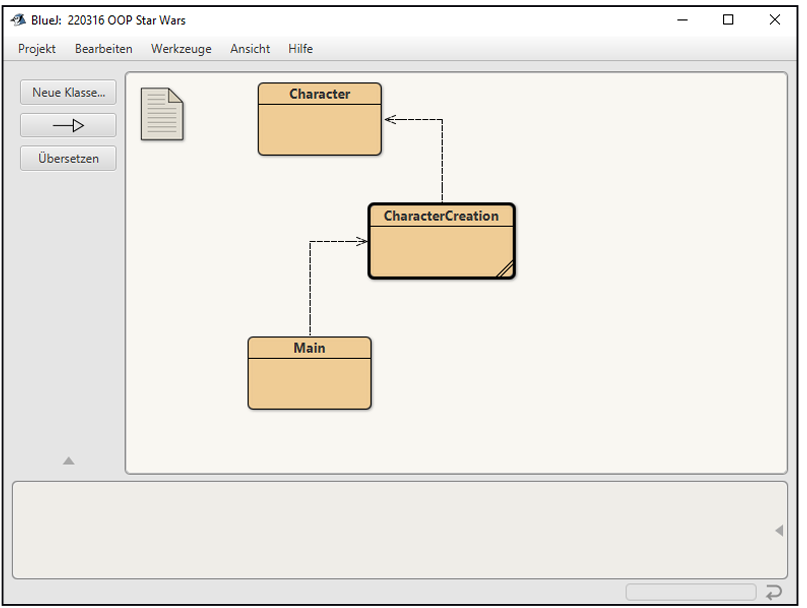 BlueJ: 220316 OOP Star Wars
Projekt Bearbeiten Werkzeuge Ansicht Hilfe
Neue Klasse...
Übersetzen
Character
CharacterCreation
Main